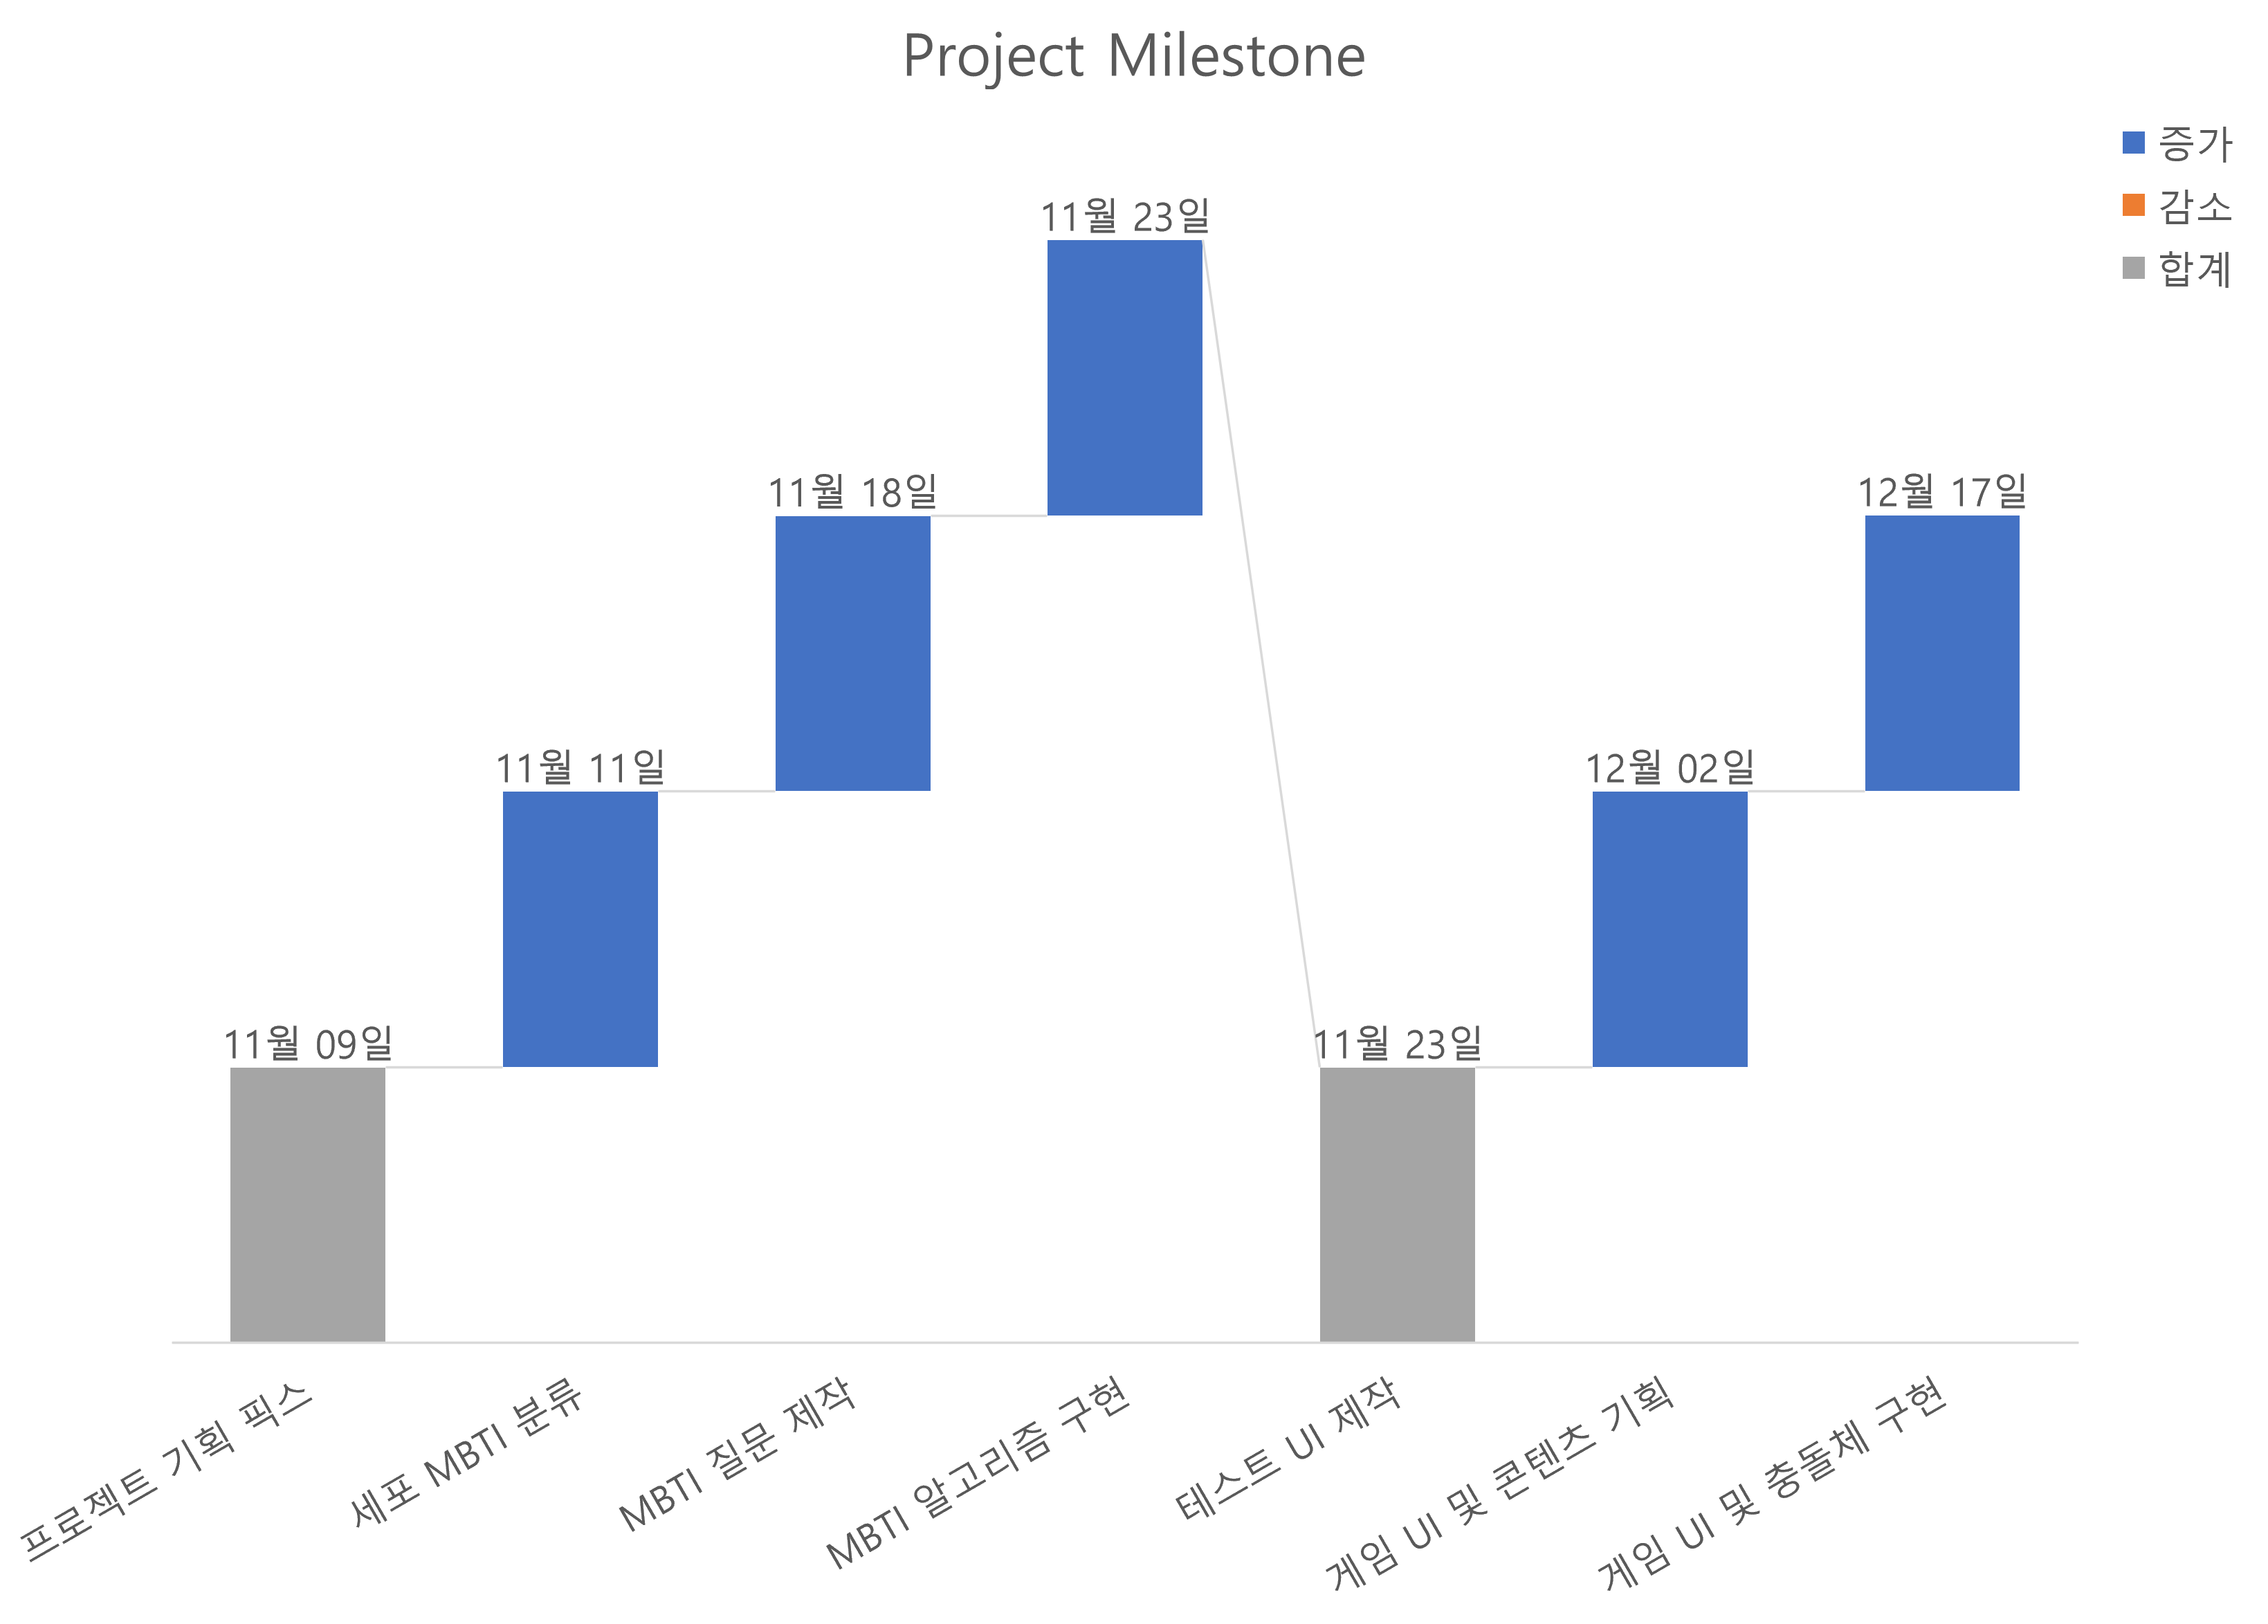 Project Milestone
증가
감소
합계
11월 23일
11월 18일
12월 17일
11월 11일
12월 02일
11월 09일
11월 23일
프로젝트 기획 픽스
세포 MBTI 분류
MBTI 질문 제작
MBTI 알고리즘 구현
테스트 UI 제작
게임 UI 및 콘텐츠 기획
게임 UI 및 충돌체 구현